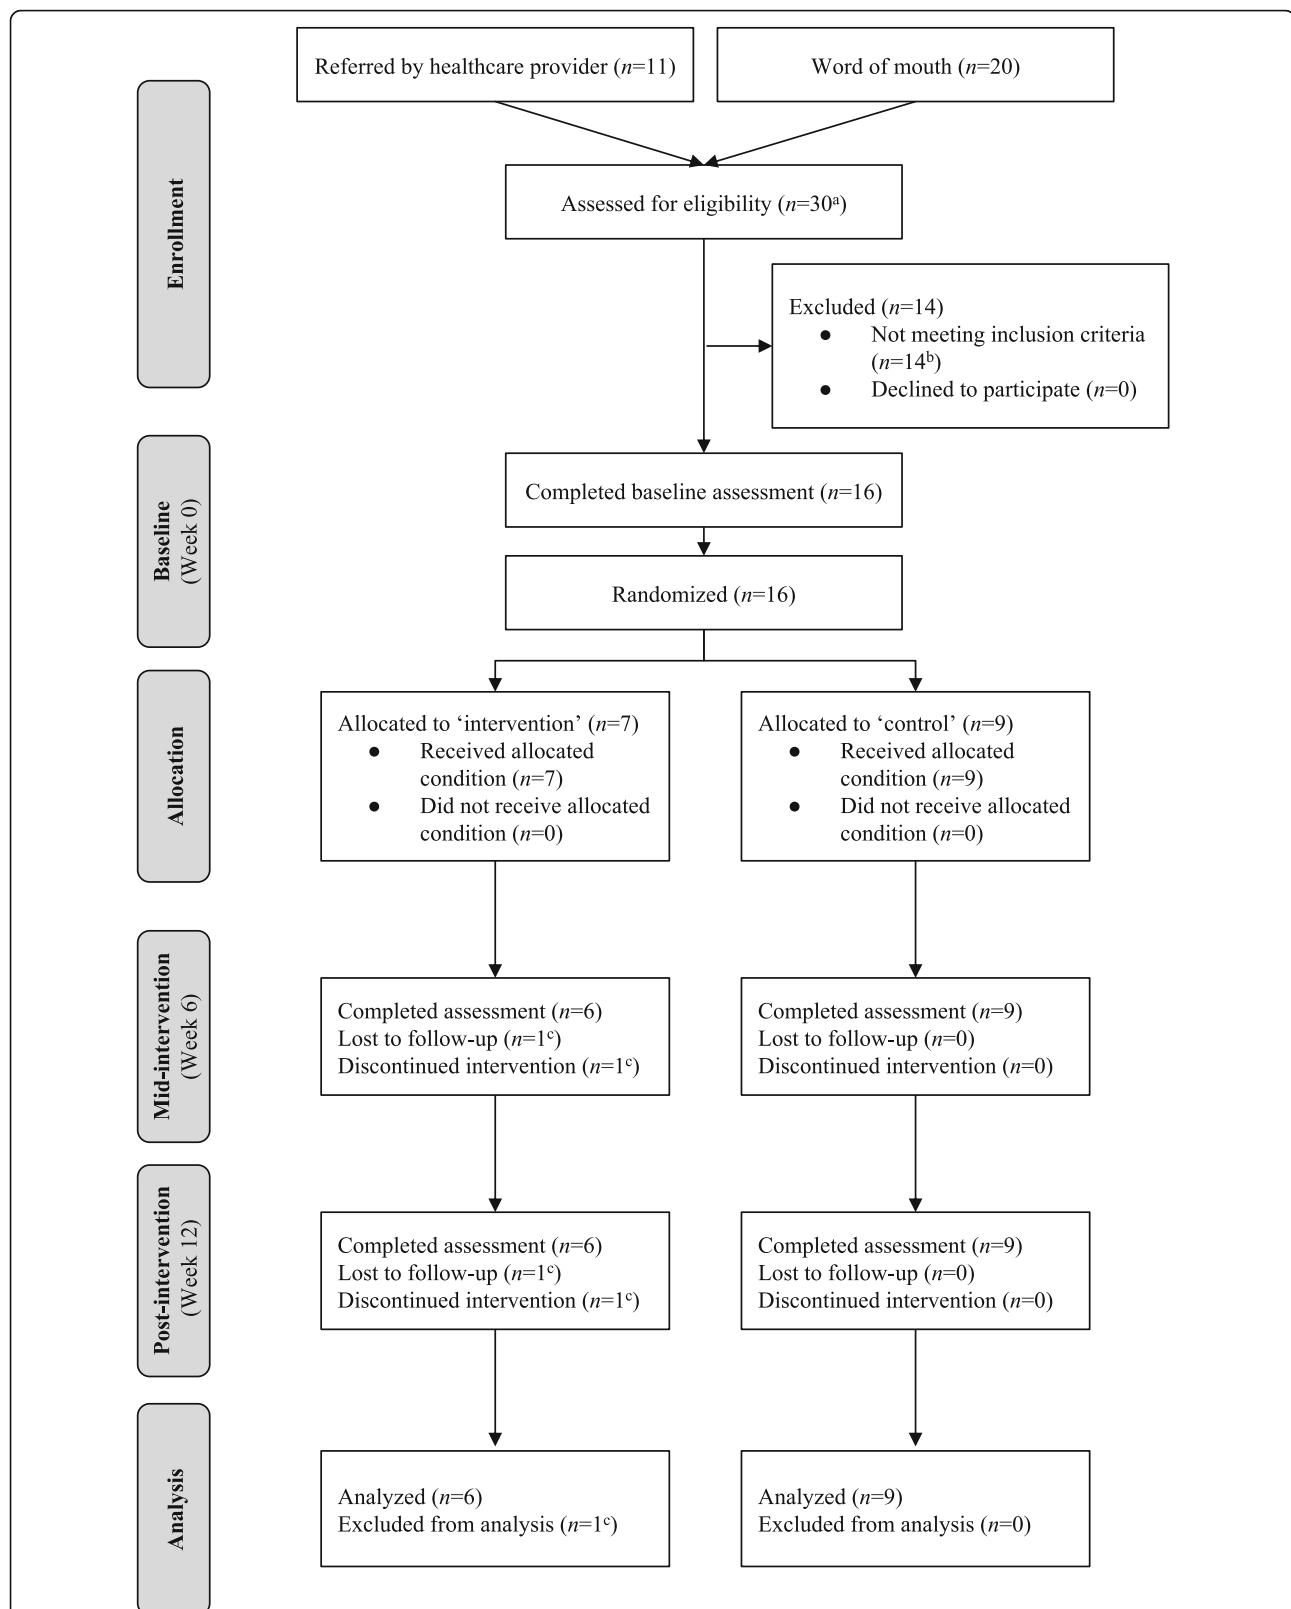 Referred by healthcare provider (n=11)
Word of mouth (n=20)
Enrollment
Assessed for eligibility (n=30ᵃ)
Excluded (n=14)
● Not meeting inclusion criteria
(n=14ᵇ)
● Declined to participate (n=0)
Baseline
(Week 0)
Completed baseline assessment (n=16)
Randomized (n=16)
Allocation
Allocated to ‘intervention’ (n=7)
● Received allocated
condition (n=7)
● Did not receive allocated
condition (n=0)
Allocated to ‘control’ (n=9)
● Received allocated
condition (n=9)
● Did not receive allocated
condition (n=0)
Mid-intervention
(Week 6)
Completed assessment (n=6)
Lost to follow-up (n=1ᶜ)
Discontinued intervention (n=1ᶜ)
Completed assessment (n=9)
Lost to follow-up (n=0)
Discontinued intervention (n=0)
Post-intervention
(Week 12)
Completed assessment (n=6)
Lost to follow-up (n=1ᶜ)
Discontinued intervention (n=1ᶜ)
Completed assessment (n=9)
Lost to follow-up (n=0)
Discontinued intervention (n=0)
Analysis
Analyzed (n=6)
Excluded from analysis (n=1ᶜ)
Analyzed (n=9)
Excluded from analysis (n=0)